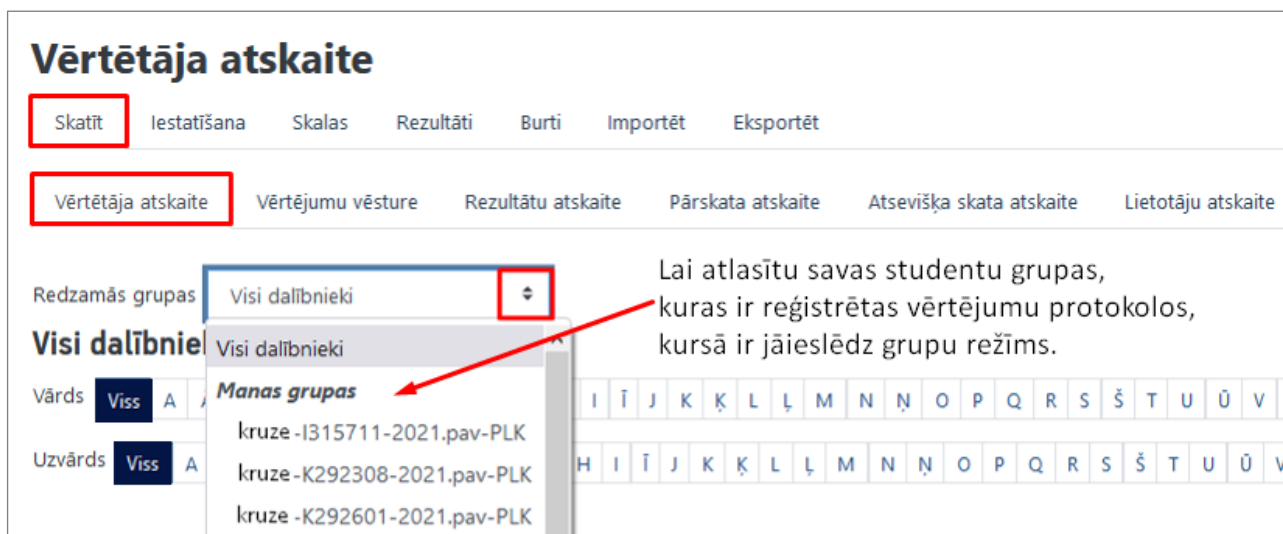 Vērtētāja atskaite
Skatīt Iestatīšana Skalas Rezultāti Burti Importēt Eksportēt
Vērtētāja atskaite Vērtējumu vēsture Rezultātu atskaite Pārskata atskaite Atsevišķa skata atskaite Lietotāju atskaite
Redzamās grupas Visi dalībnieki
Lai atlasītu savas studentu grupas,
kuras ir reģistrētas vērtējumu protokolos,
kursā ir jāieslēdz grupu režīms.
Visi dalībnie
Visi dalībnieki
Manas grupas
kruze-I315711-2021.pav-PLK
kruze-K292308-2021.pav-PLK
kruze-K292601-2021.pav-PLK
Vārds Viss A I Ī J K Ķ L Ļ M N Ņ O P Q R S Š T U Ū V
Uzvārds Viss A H I Ī J K Ķ L Ļ M N Ņ O P Q R S Š T U Ū V